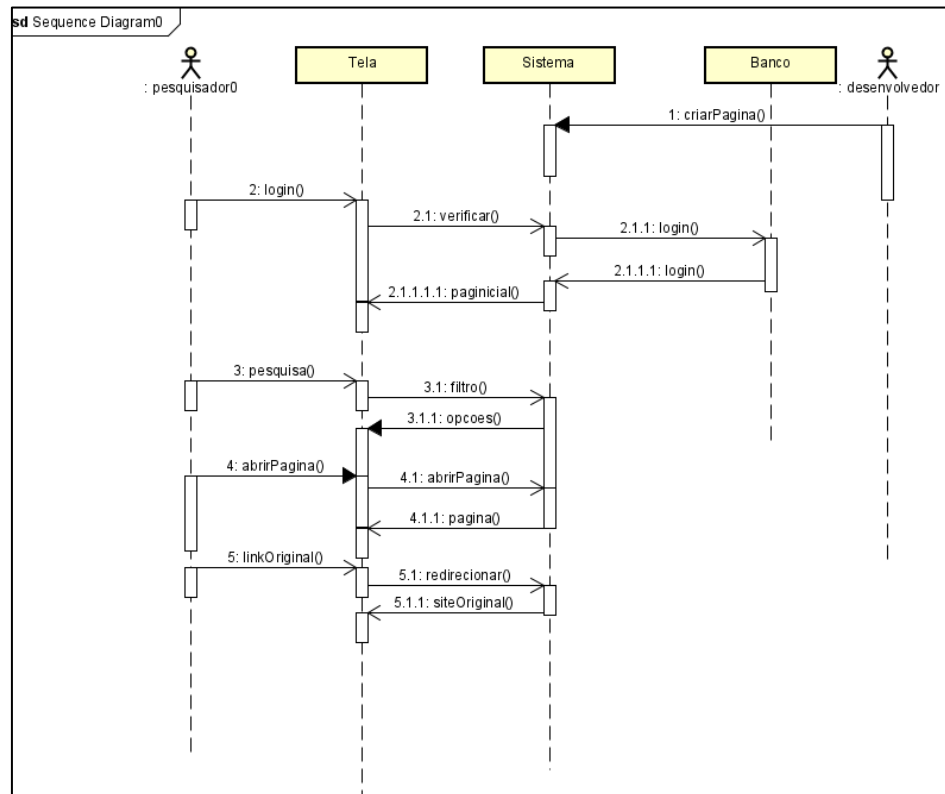 sd Sequence Diagram0
: pesquisador0
Tela
Sistema
Banco
: desenvolvedor
1: criarPagina()
2: login()
2.1: verificar()
2.1.1: login()
2.1.1.1: login()
2.1.1.1.1: paginicial()
3: pesquisa()
3.1: filtro()
3.1.1: opcoes()
4: abrirPagina()
4.1: abrirPagina()
4.1.1: pagina()
5: linkOriginal()
5.1: redirecionar()
5.1.1: siteOriginal()